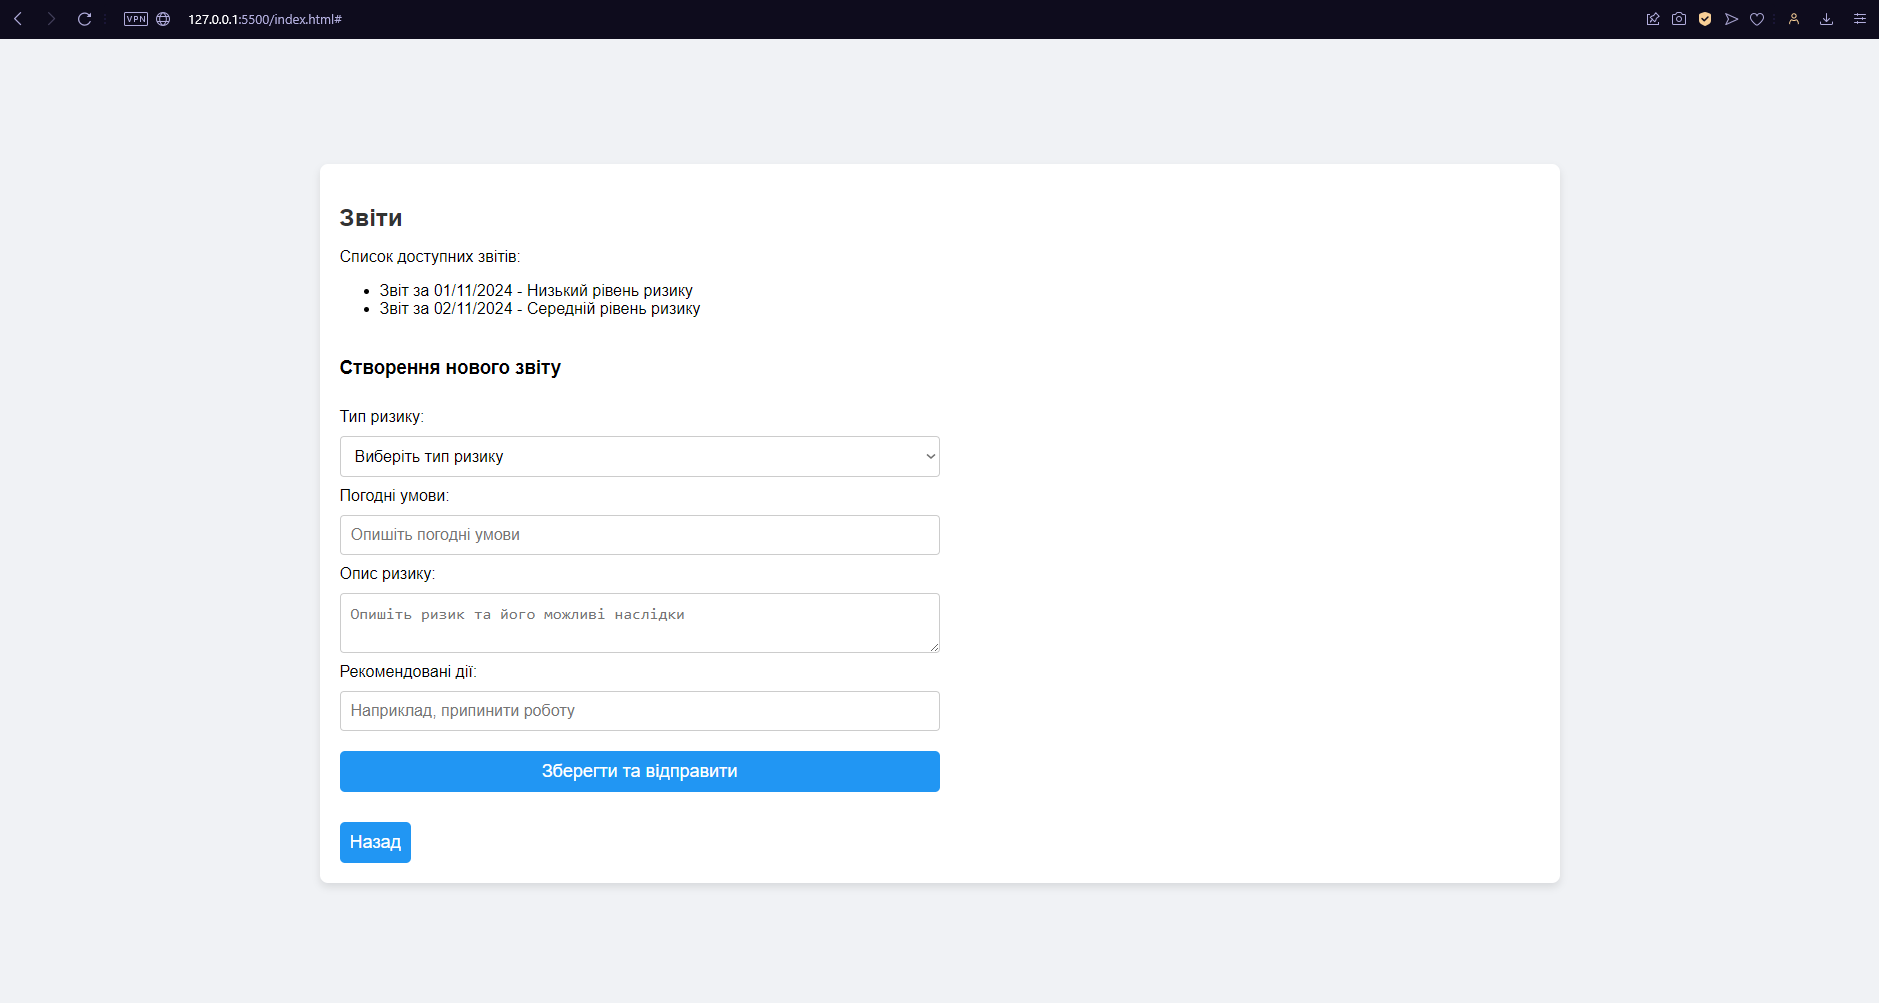 VPN 127.0.0.1:5500/index.html#
Звіти
Список доступних звітів:
Звіт за 01/11/2024 - Низький рівень ризику
Звіт за 02/11/2024 - Середній рівень ризику
Створення нового звіту
Тип ризику:
Виберіть тип ризику
Погодні умови:
Опишіть погодні умови
Опис ризику:
Опишіть ризик та його можливі наслідки
Рекомендовані дії:
Наприклад, припинити роботу
Зберегти та відправити
Назад